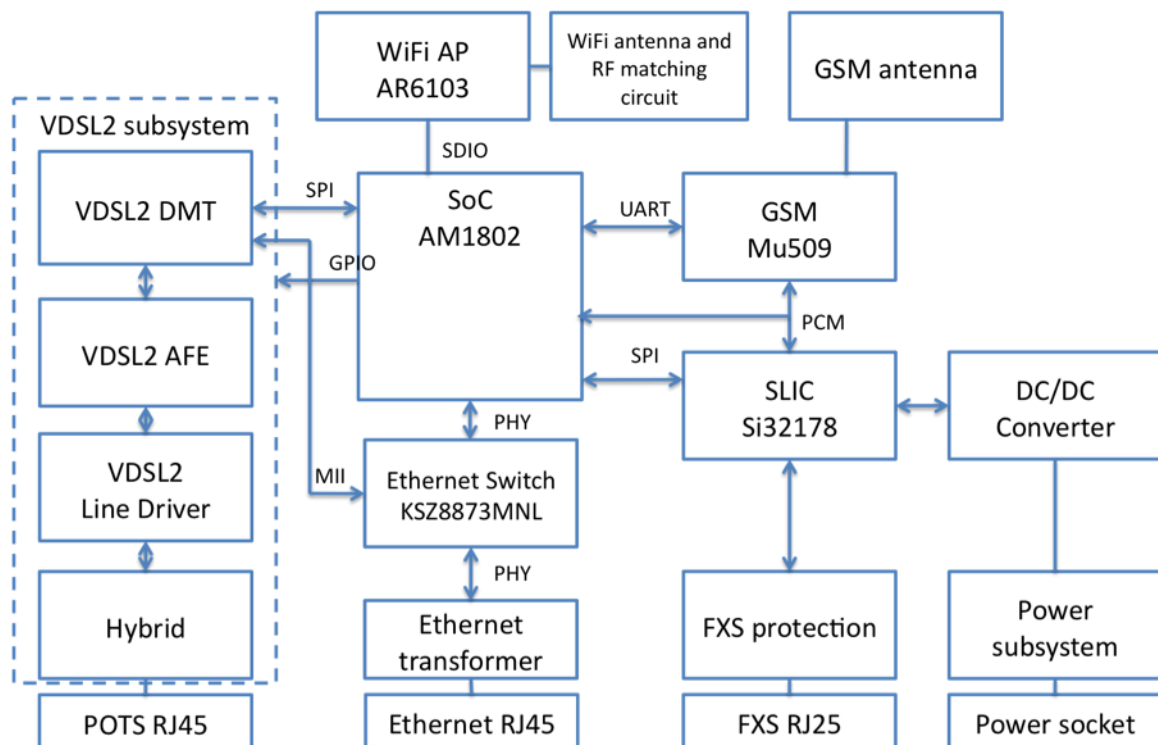 WiFi AP
AR6103
WiFi antenna and
RF matching
circuit
GSM antenna
VDSL2 subsystem
SDIO
VDSL2 DMT
SPI
SoC
AM1802
UART
GSM
Mu509
GPIO
PCM
VDSL2 AFE
SPI
SLIC
Si32178
DC/DC
Converter
PHY
VDSL2
Line Driver
MII
Ethernet Switch
KSZ8873MNL
PHY
Hybrid
Ethernet
transformer
FXS protection
Power
subsystem
POTS RJ45
Ethernet RJ45
FXS RJ25
Power socket